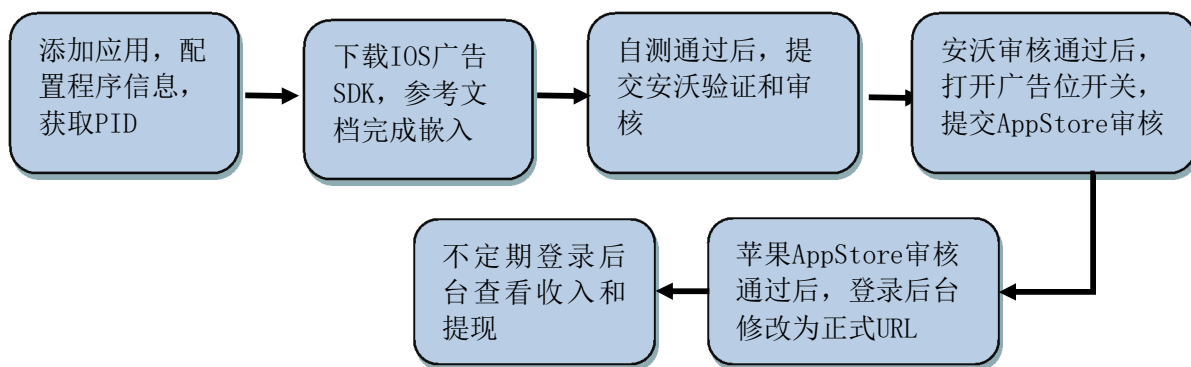 添加应用，配
置程序信息，
获取PID
下载IOS广告
SDK，参考文
档完成嵌入
自测通过后，提
交安沃验证和审
核
安沃审核通过后，
打开广告位开关，
提交AppStore审核
苹果AppStore审核
通过后，登录后台
修改为正式URL
不定期登录后
台查看收入和
提现